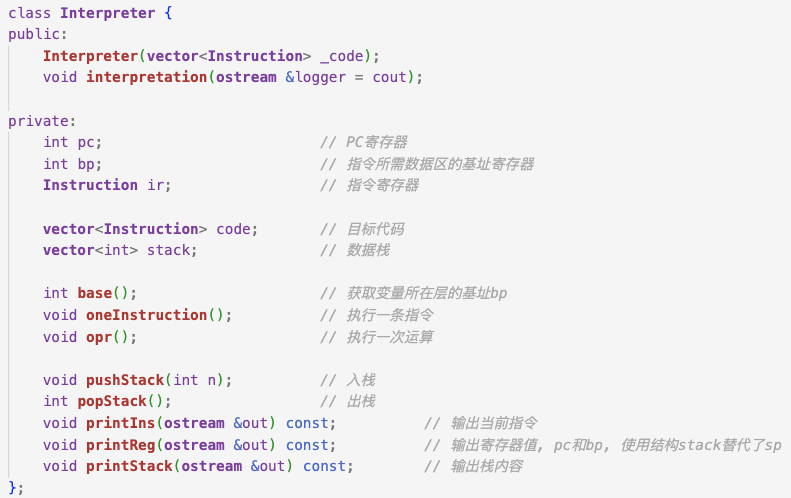 class Interpreter {
public:
    Interpreter(vector<Instruction> _code);
    void interpretation(ostream &logger = cout);

private:
    int pc;                         // PC寄存器
    int bp;                         // 指令所需数据区的基址寄存器
    Instruction ir;                 // 指令寄存器

    vector<Instruction> code;       // 目标代码
    vector<int> stack;              // 数据栈

    int base();                     // 获取变量所在层的基址bp
    void oneInstruction();          // 执行一条指令
    void opr();                     // 执行一次运算

    void pushStack(int n);          // 入栈
    int popStack();                 // 出栈
    void printIns(ostream &out) const;          // 输出当前指令
    void printReg(ostream &out) const;          // 输出寄存器值, pc和bp, 使用结构stack替代了sp
    void printStack(ostream &out) const;        // 输出栈内容
};